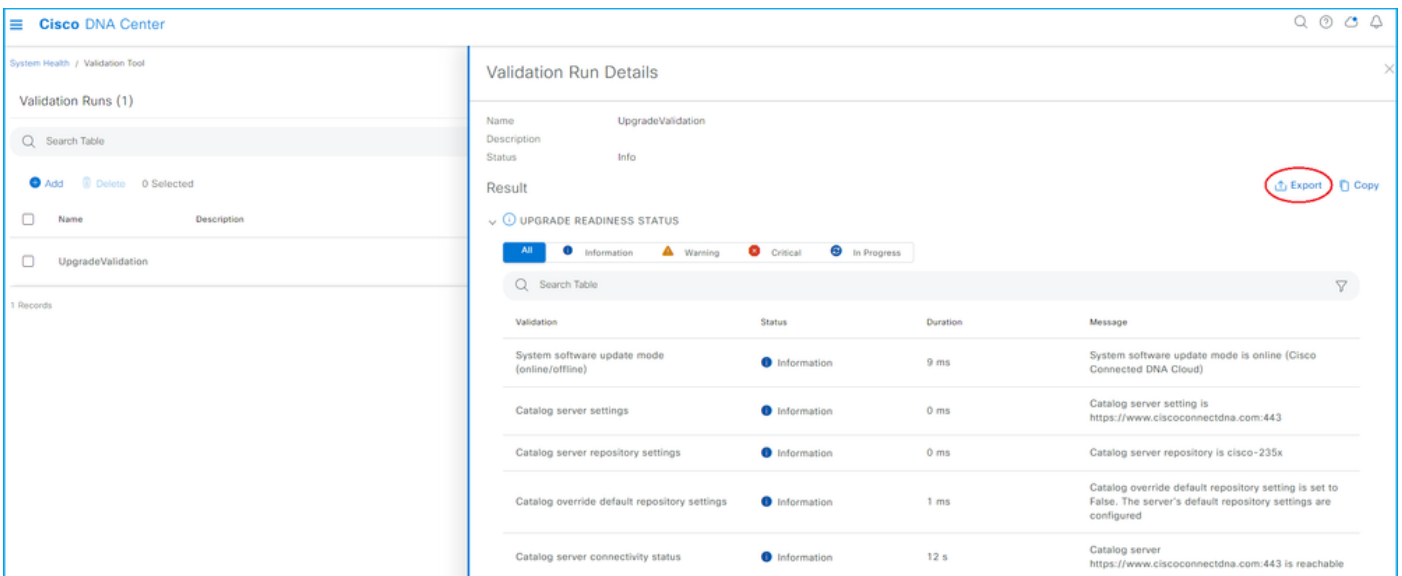 Cisco DNA Center
System Health / Validation Tool
Validation Runs (1)
Search Table
Add Delete 0 Selected
Name Description
UpgradeValidation
1 Records
Validation Run Details
Name UpgradeValidation
Description
Status Info
Result
Export Copy
UPGRADE READINESS STATUS
All Information Warning Critical In Progress
Search Table
Validation Status Duration Message
System software update mode
(online/offline)
Information
9 ms
System software update mode is online (Cisco
Connected DNA Cloud)
Catalog server settings
Information
0 ms
Catalog server setting is
https://www.ciscoconnectdna.com:443
Catalog server repository settings
Information
0 ms
Catalog server repository is cisco-235x
Catalog override default repository settings
Information
1 ms
Catalog override default repository setting is set to
False. The server's default repository settings are
configured
Catalog server connectivity status
Information
12 s
Catalog server
https://www.ciscoconnectdna.com:443 is reachable